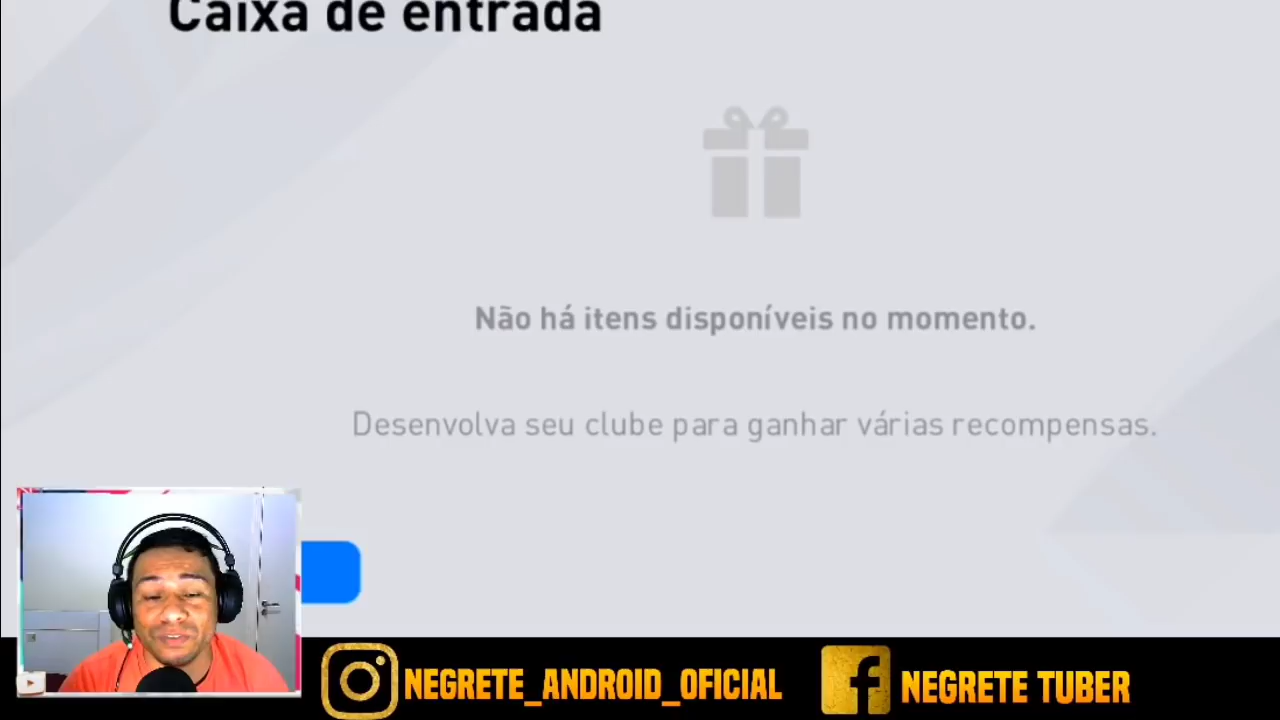 Caixa de entrada
Não há itens disponíveis no momento.
Desenvolva seu clube para ganhar várias recompensas.
NEGRETE_ANDROID_OFICIAL
NEGRETE TUBER